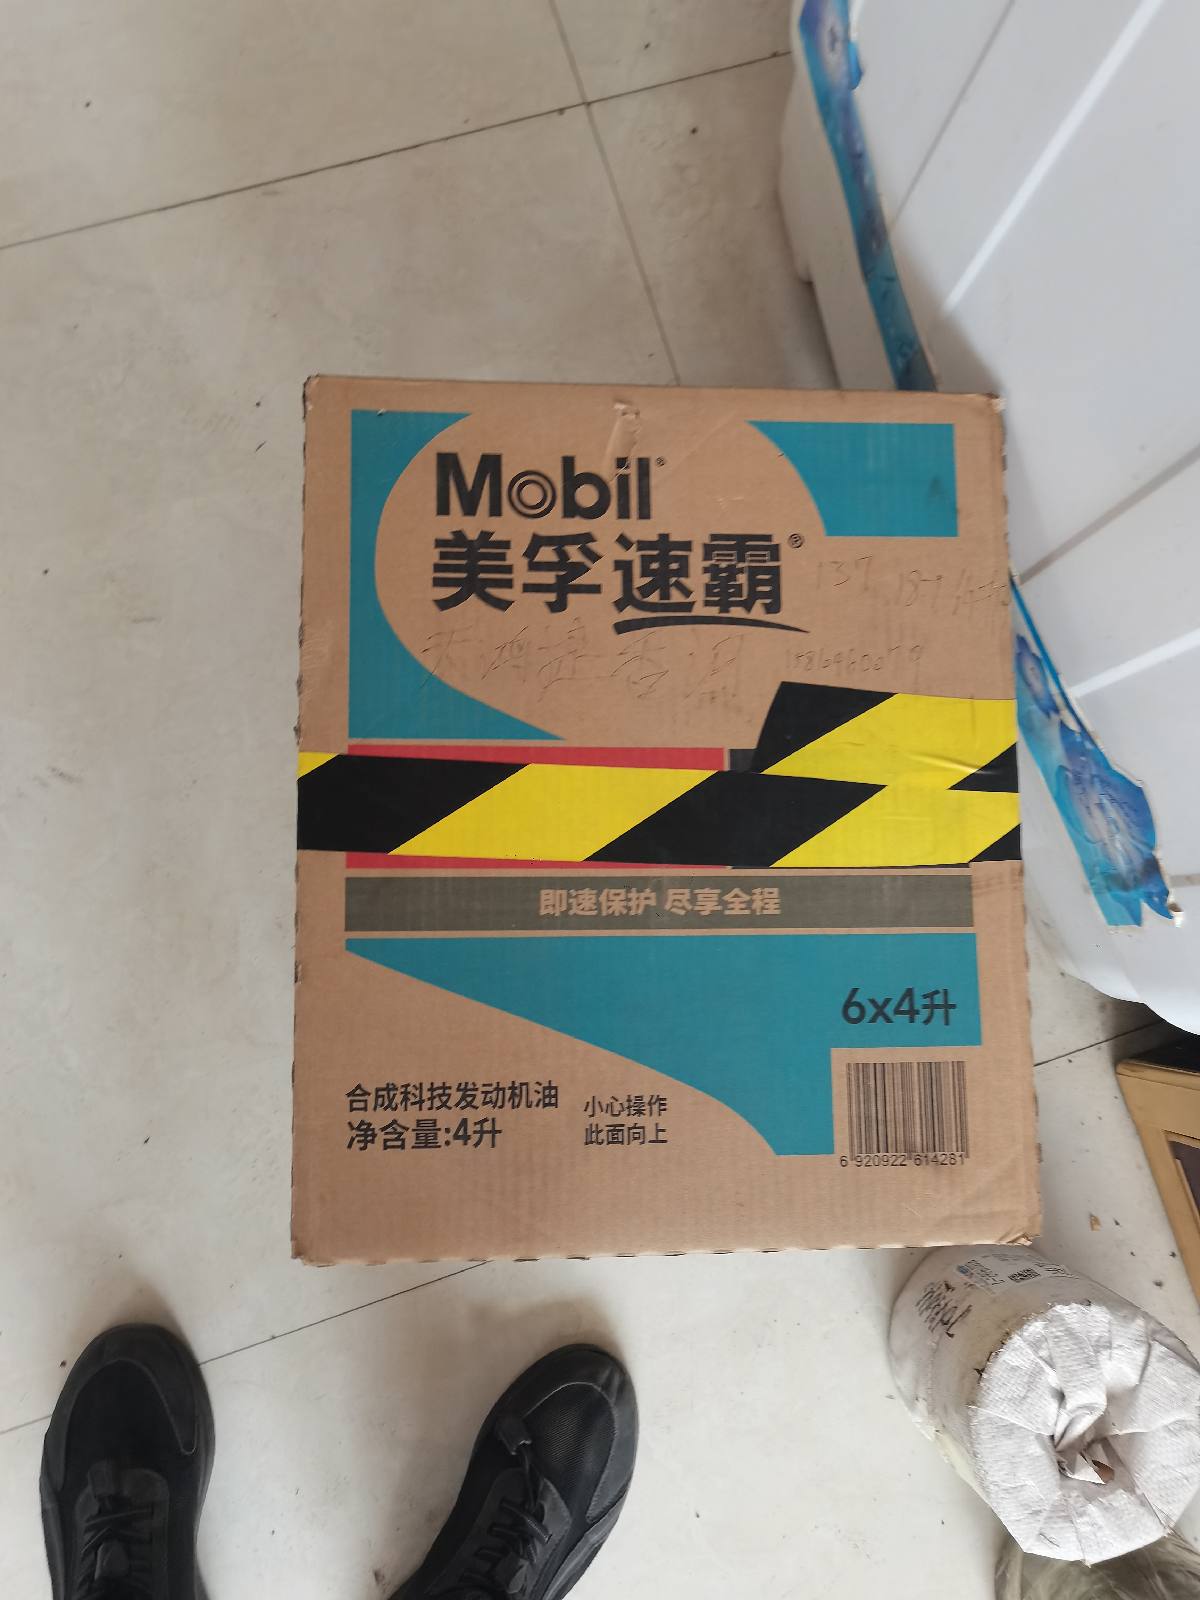 Mobil®
美孚速霸®
即速保护 尽享全程
6x4升
合成科技发动机油
净含量:4升
小心操作
此面向上
6 920922 614281